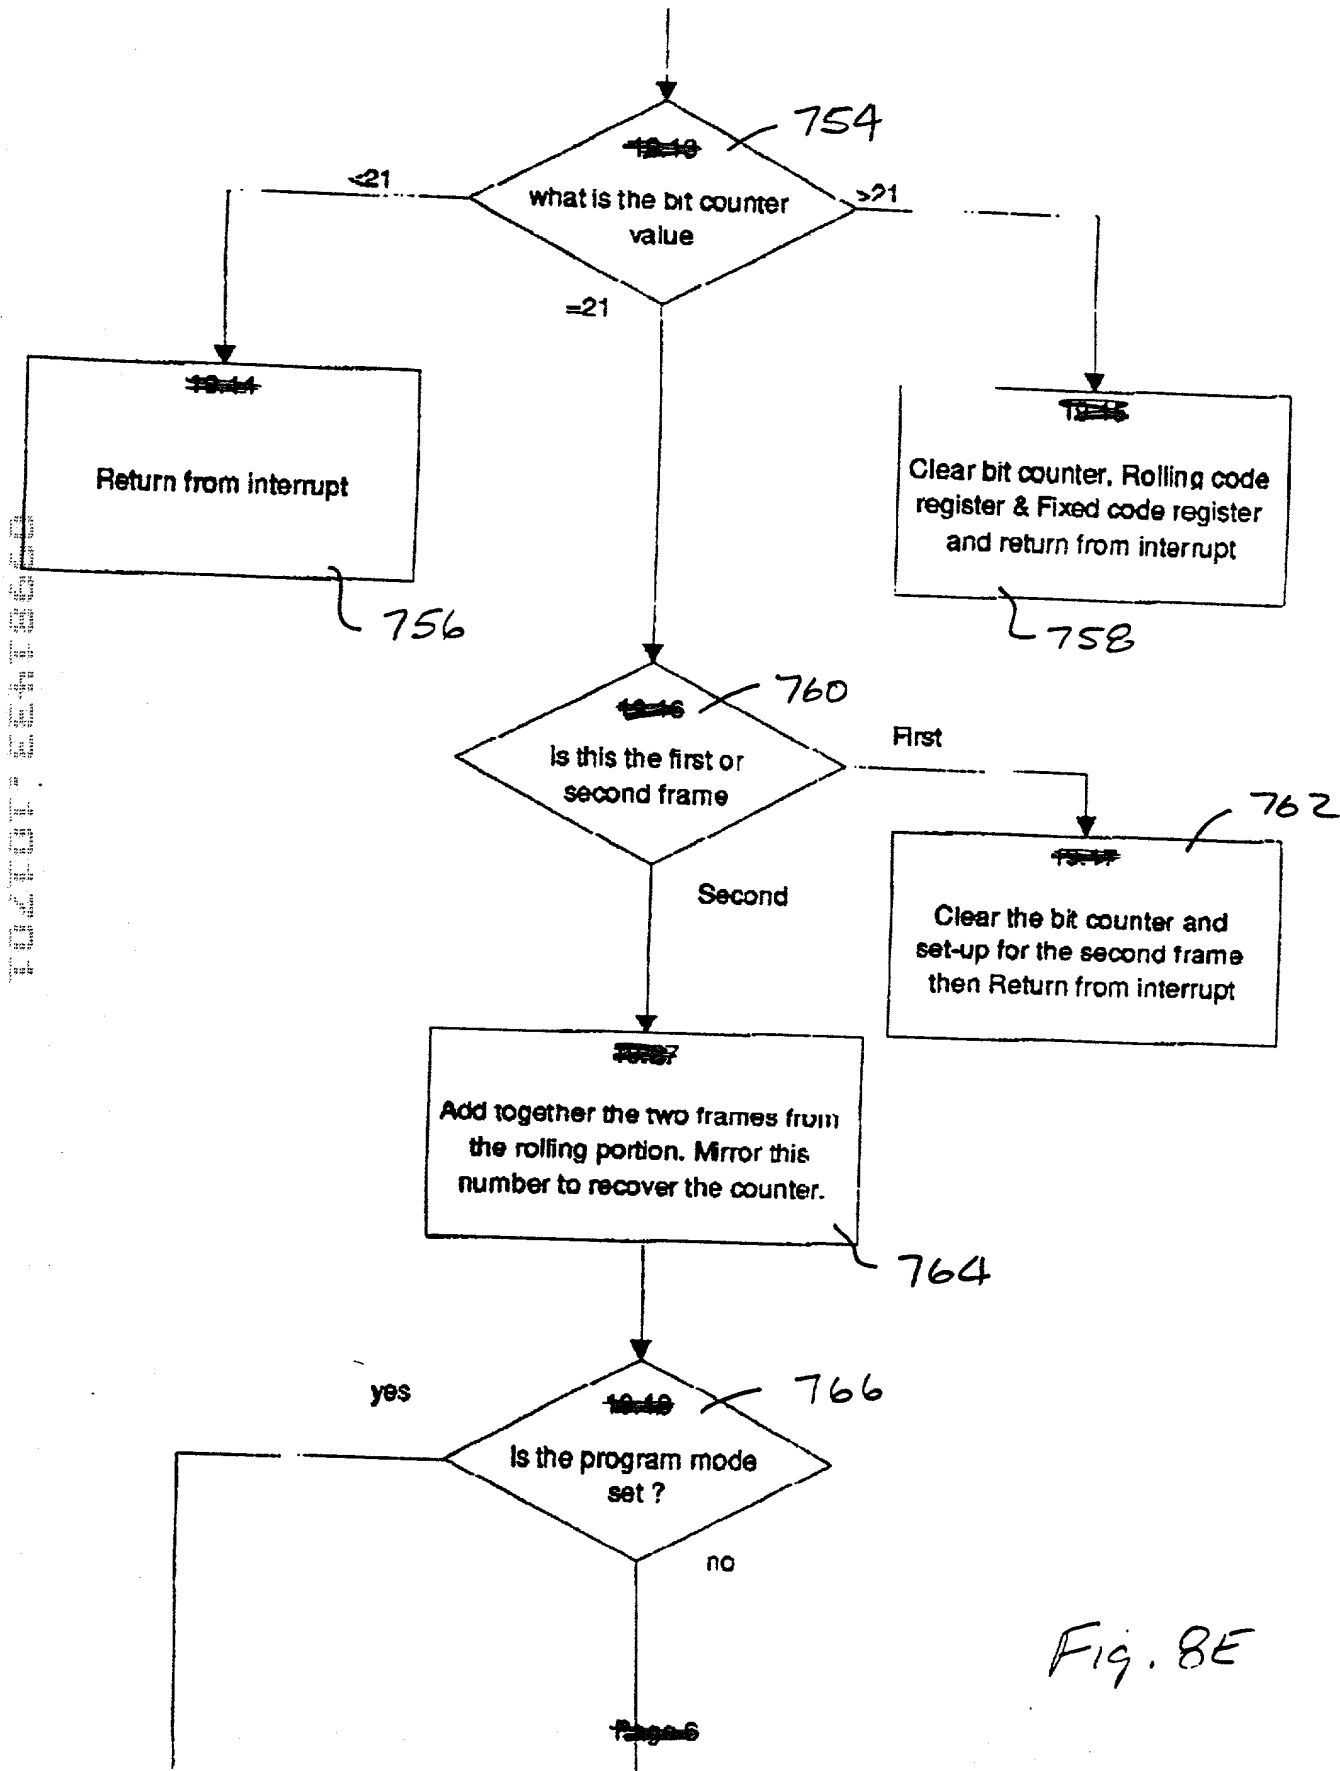 754
what is the bit counter
value
<21
>21
=21
Return from interrupt
756
Clear bit counter, Rolling code
register & Fixed code register
and return from interrupt
758
760
Is this the first or
second frame
First
762
Clear the bit counter and
set-up for the second frame
then Return from interrupt
Second
Add together the two frames from
the rolling portion. Mirror this
number to recover the counter.
764
766
yes
Is the program mode
set ?
no
Fig. 8E
Page 6